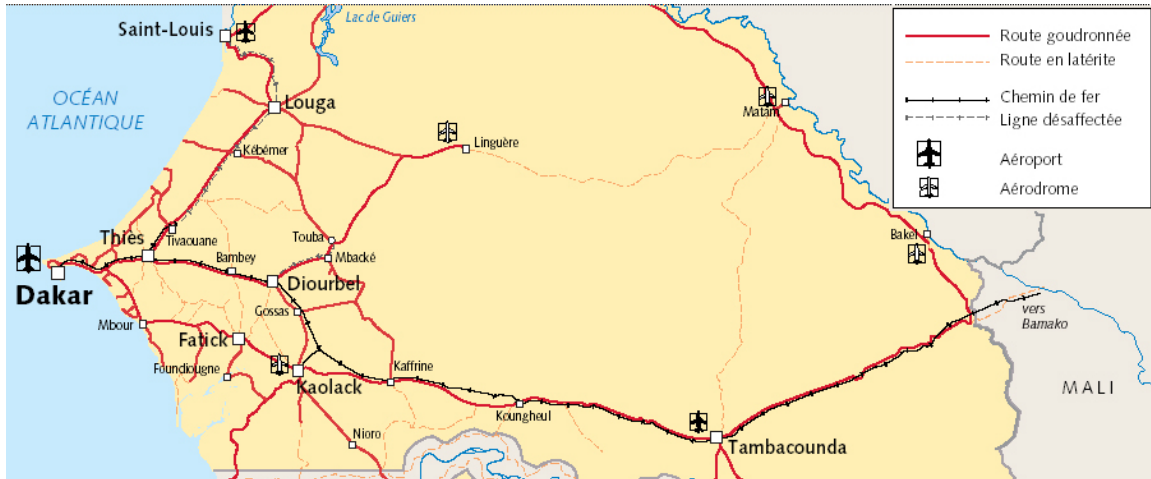 Lac de Guiers
Saint-Louis
OCÉAN
ATLANTIQUE
Louga
Matam
Linguère
Kébémer
Route goudronnée
Route en latérite
Chemin de fer
Ligne désaffectée
Aéroport
Aérodrome
Thiès
Tivaouane
Touba
Bakel
Bambey
Mbacké
Dakar
Diourbel
Gossas
vers
Bamako
Mbour
Fatick
Foundiougne
Kaolack
Kaffrine
MALI
Koungheul
Nioro
Tambacounda